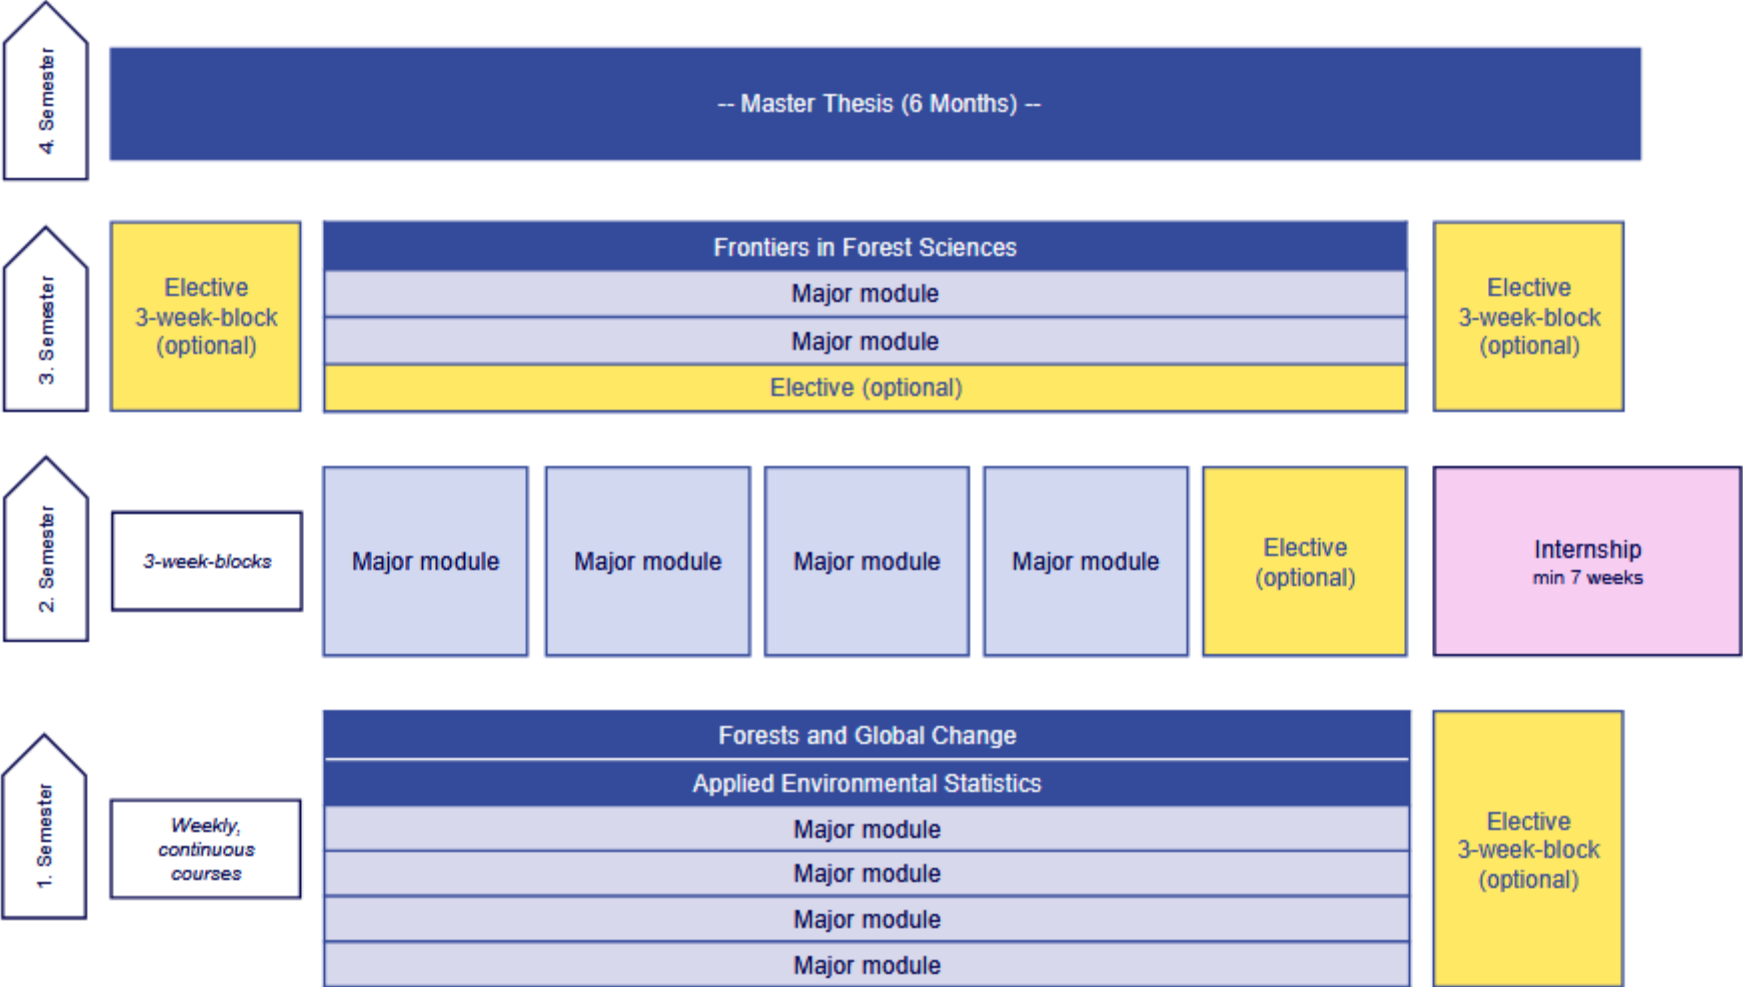 4. Semester
-- Master Thesis (6 Months) --
3. Semester
Elective
3-week-block
(optional)
Frontiers in Forest Sciences
Major module
Major module
Elective (optional)
Elective
3-week-block
(optional)
2. Semester
3-week-blocks
Major module
Major module
Major module
Major module
Elective
(optional)
Internship
min 7 weeks
1. Semester
Weekly,
continuous
courses
Forests and Global Change
Applied Environmental Statistics
Major module
Major module
Major module
Major module
Elective
3-week-block
(optional)